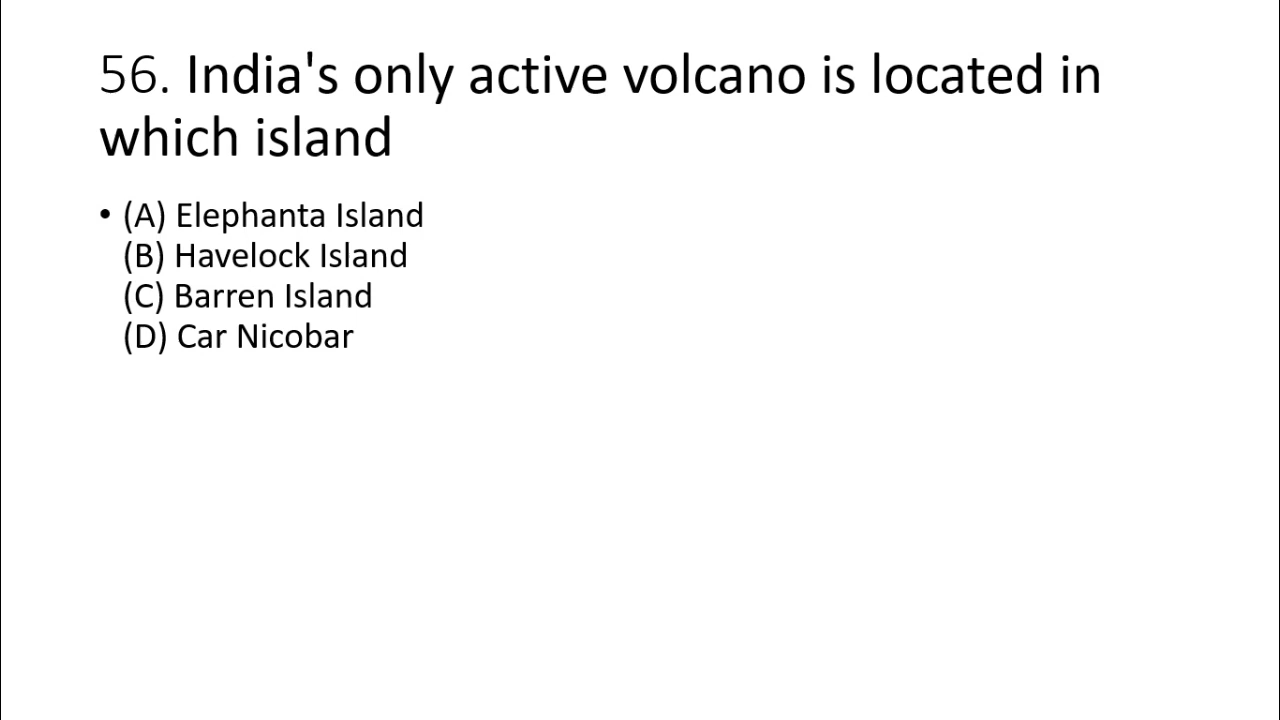 56. India's only active volcano is located in
which island
• (A) Elephanta Island
(B) Havelock Island
(C) Barren Island
(D) Car Nicobar